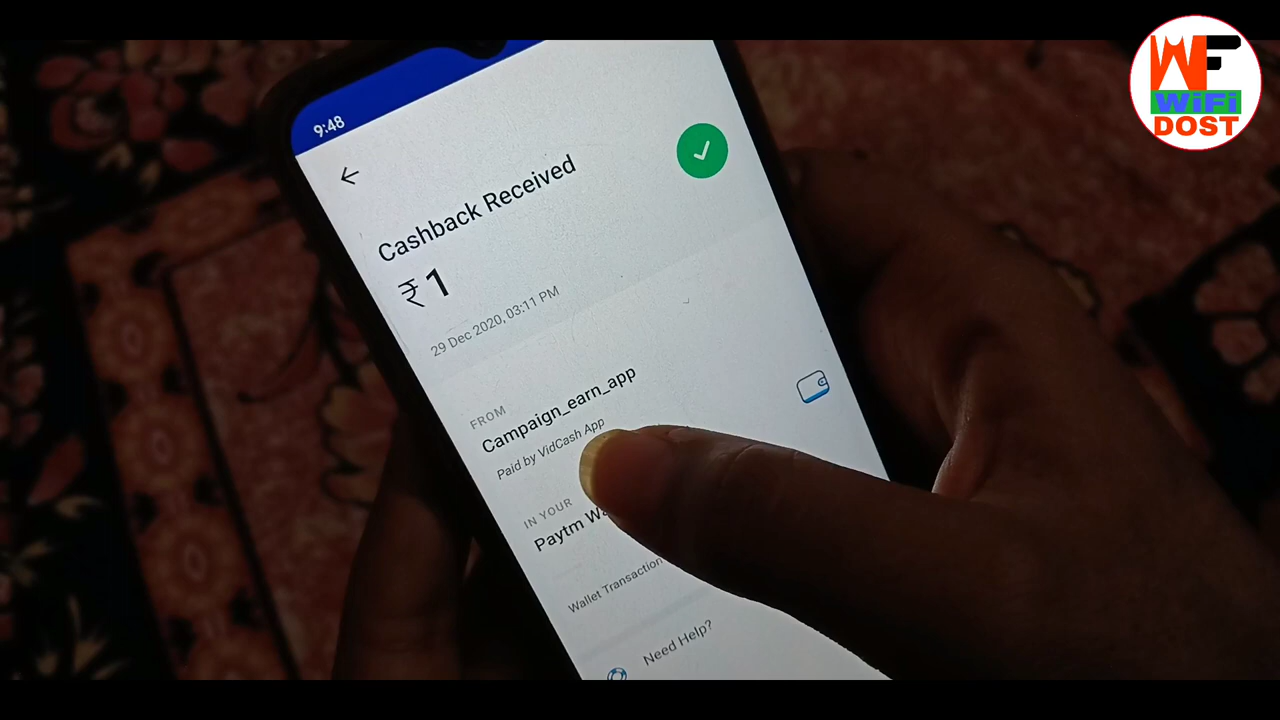 WF
WiFi
DOST
9:48
Cashback Received
₹1
29 Dec 2020, 03:11 PM
FROM
Campaign_earn_app
Paid by VidCash App
IN YOUR
Paytm
Wallet Transaction
Need Help?